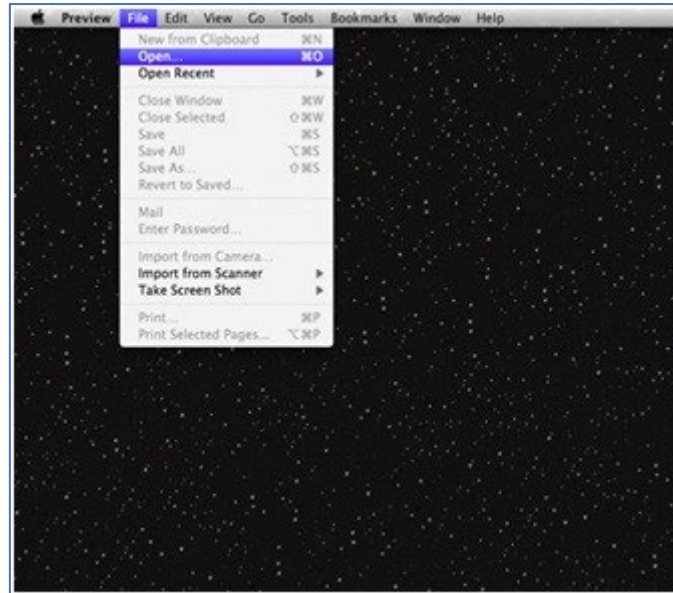 Preview File Edit View Go Tools Bookmarks Window Help
New from Clipboard ⌘N
Open... ⌘O
Open Recent ▶
Close Window ⌘W
Close Selected ⇧⌘W
Save ⌘S
Save All ⌥⌘S
Save As... ⇧⌘S
Revert to Saved...
Mail
Enter Password...
Import from Camera...
Import from Scanner ▶
Take Screen Shot ▶
Print... ⌘P
Print Selected Pages... ⌥⌘P